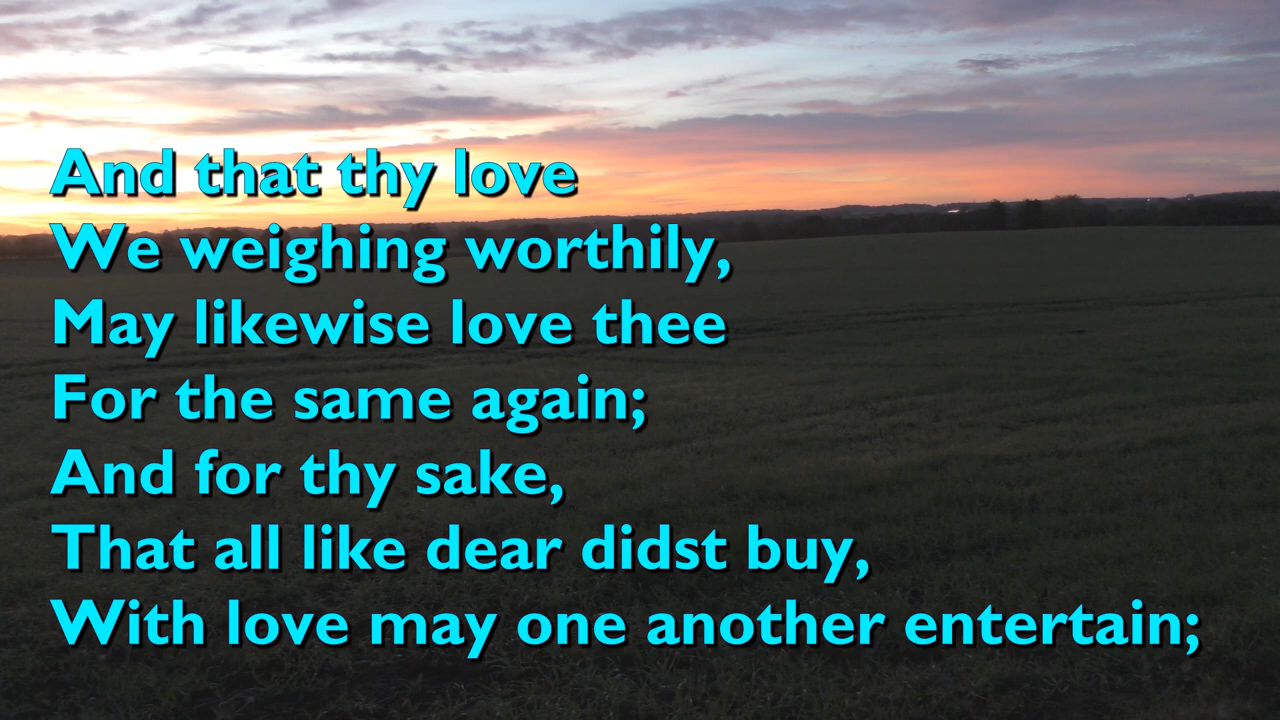 And that thy love
We weighing worthily,
May likewise love thee
For the same again;
And for thy sake,
That all like dear didst buy,
With love may one another entertain;